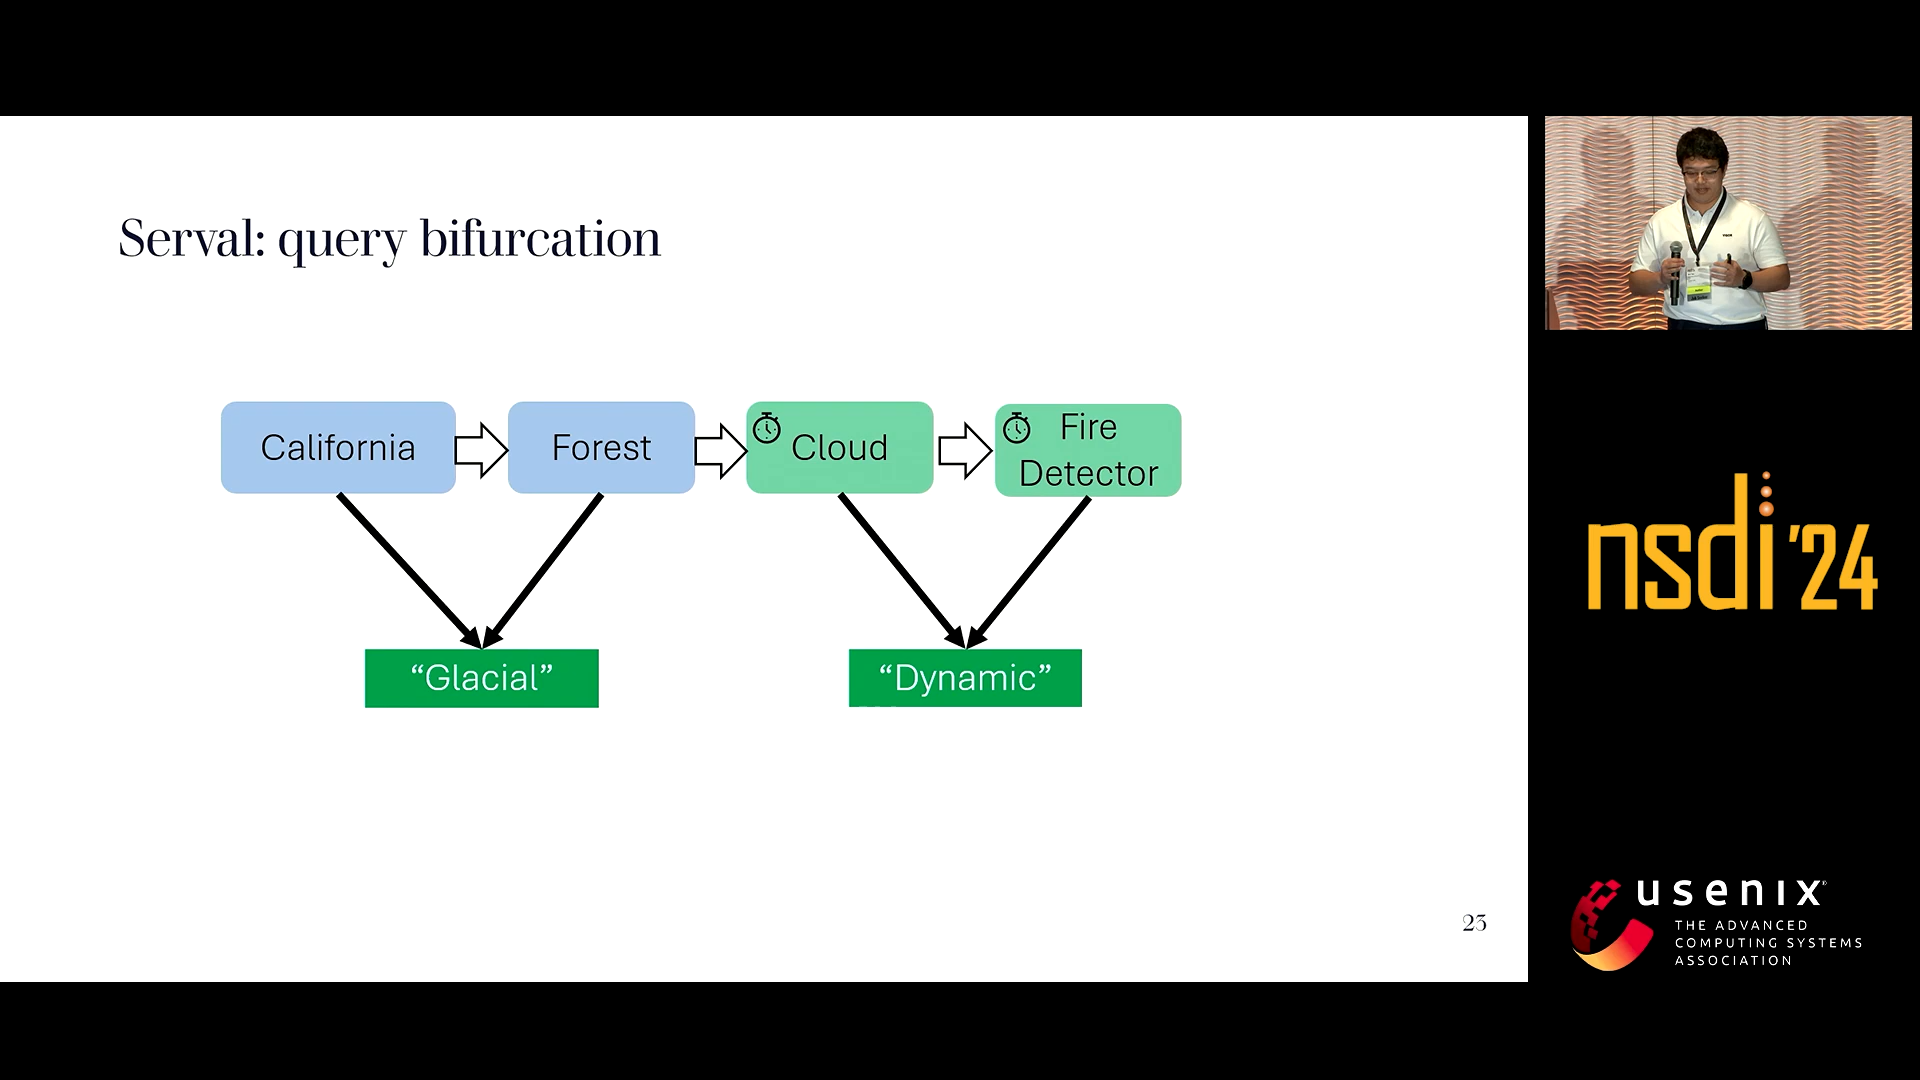 Serval: query bifurcation
California
Forest
Cloud
Fire
Detector
“Glacial”
“Dynamic”
23
nsdi ’24
usenix®
THE ADVANCED
COMPUTING SYSTEMS
ASSOCIATION